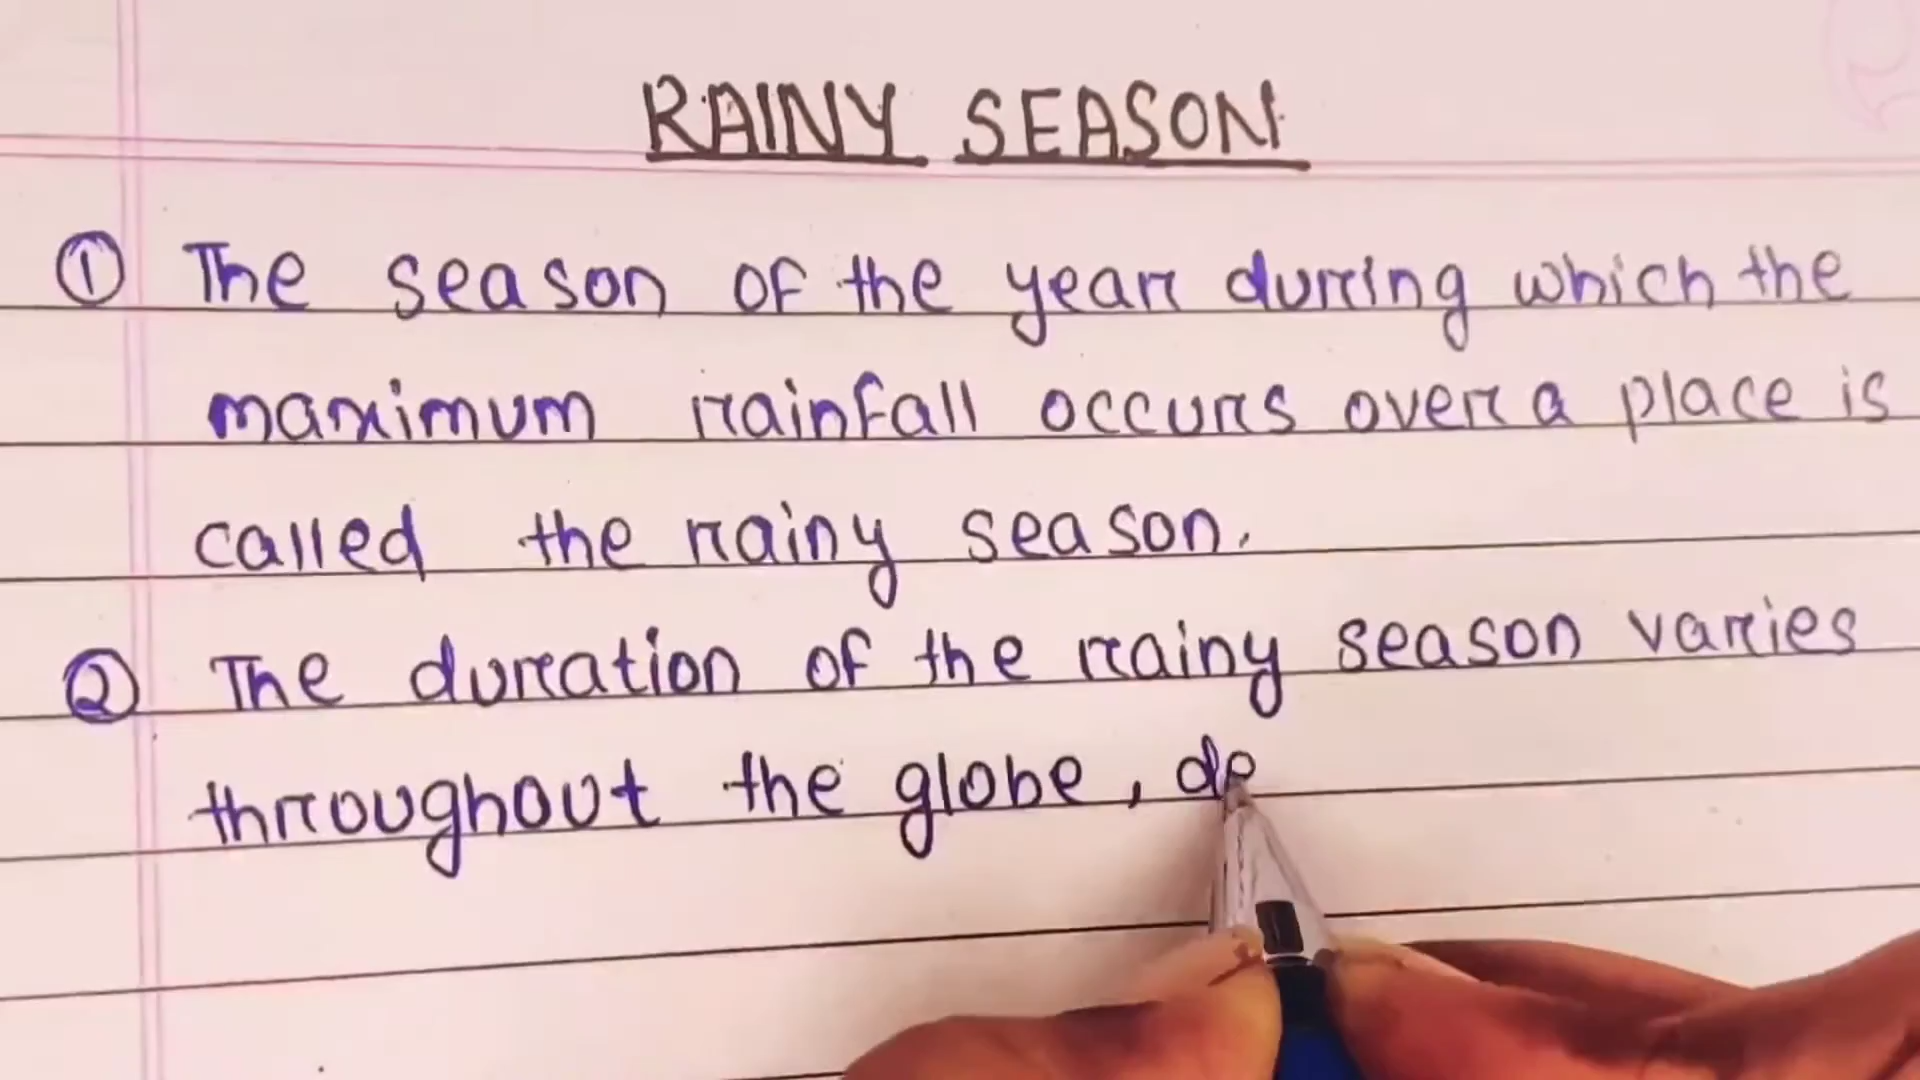 RAINY SEASON
① The season of the year during which the
maximum rainfall occurs over a place is
called the rainy season.
② The duration of the rainy season varies
throughout the globe, de